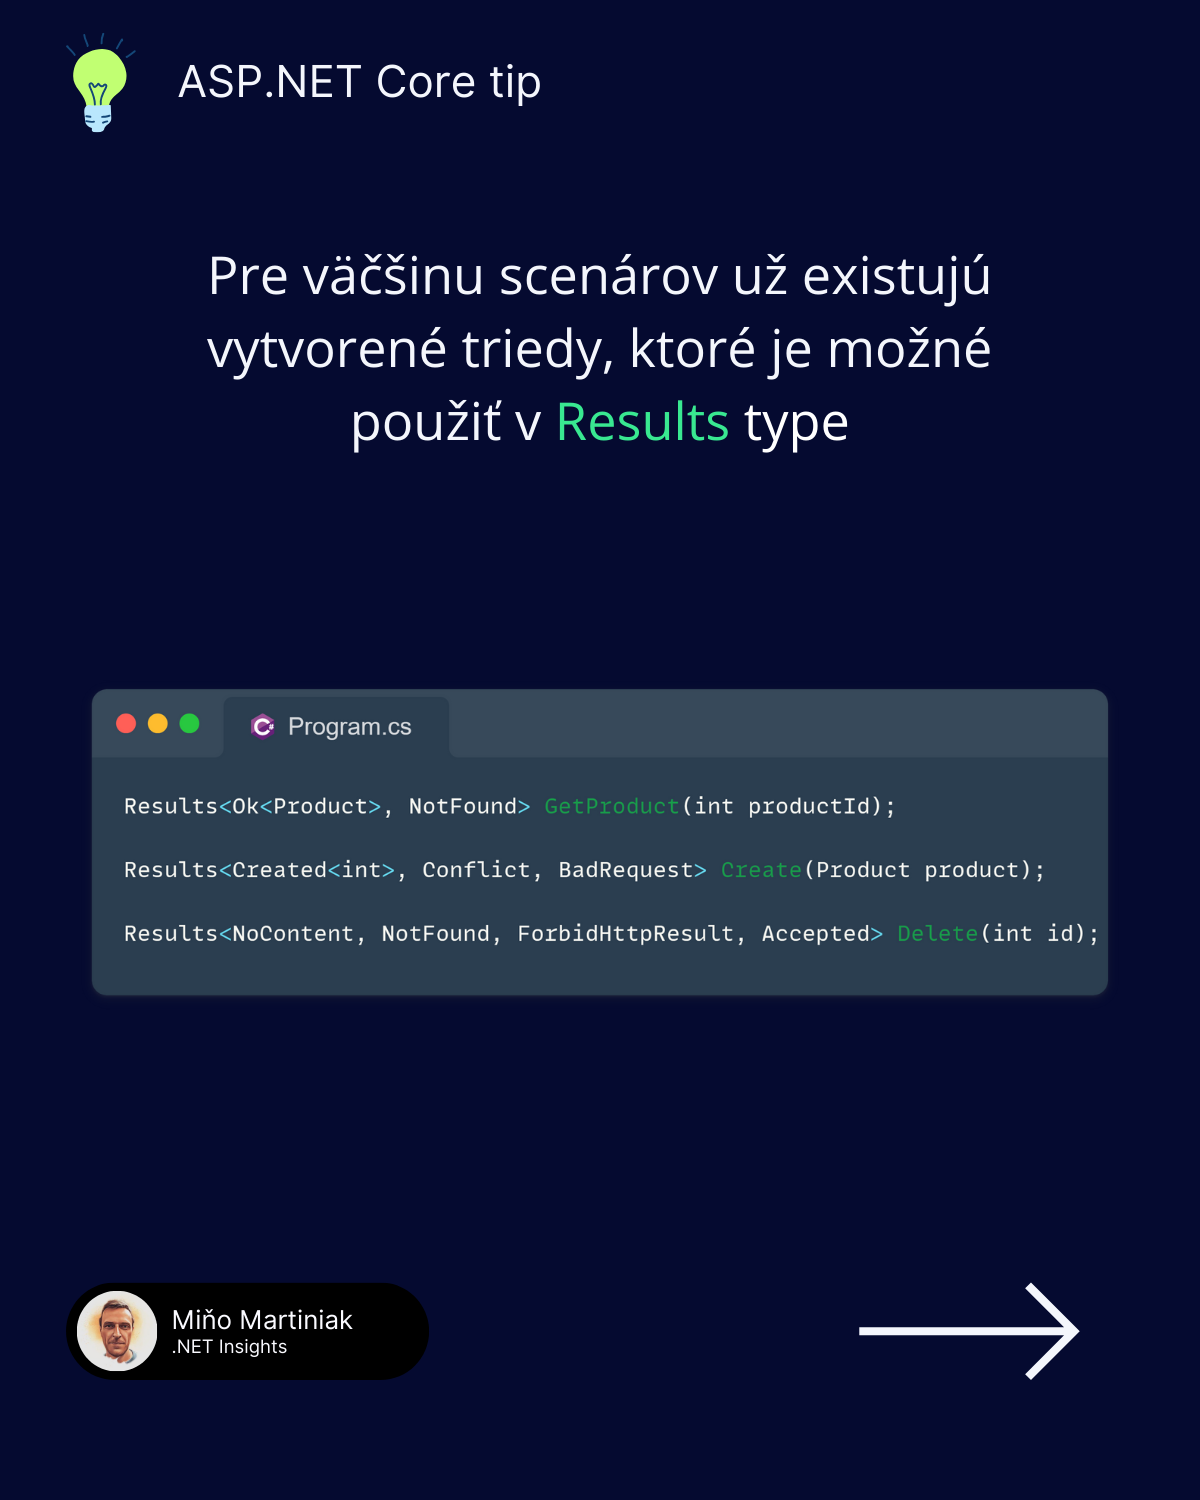 ASP.NET Core tip
Pre väčšinu scenárov už existujú
vytvorené triedy, ktoré je možné
použiť v Results type
Program.cs
Results<Ok<Product>, NotFound> GetProduct(int productId);
Results<Created<int>, Conflict, BadRequest> Create(Product product);
Results<NoContent, NotFound, ForbidHttpResult, Accepted> Delete(int id);
Miňo Martiniak
.NET Insights